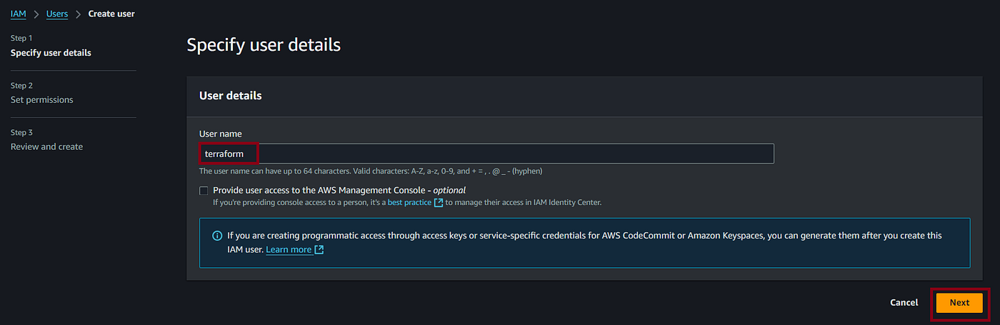 IAM > Users > Create user
Step 1
Specify user details
Step 2
Set permissions
Step 3
Review and create
Specify user details
User details
User name
terraform
The user name can have up to 64 characters. Valid characters: A-Z, a-z, 0-9, and + = , . @ _ - (hyphen)
Provide user access to the AWS Management Console - optional
If you're providing console access to a person, it's a best practice to manage their access in IAM Identity Center.
If you are creating programmatic access through access keys or service-specific credentials for AWS CodeCommit or Amazon Keyspaces, you can generate them after you create this
IAM user. Learn more
Cancel
Next